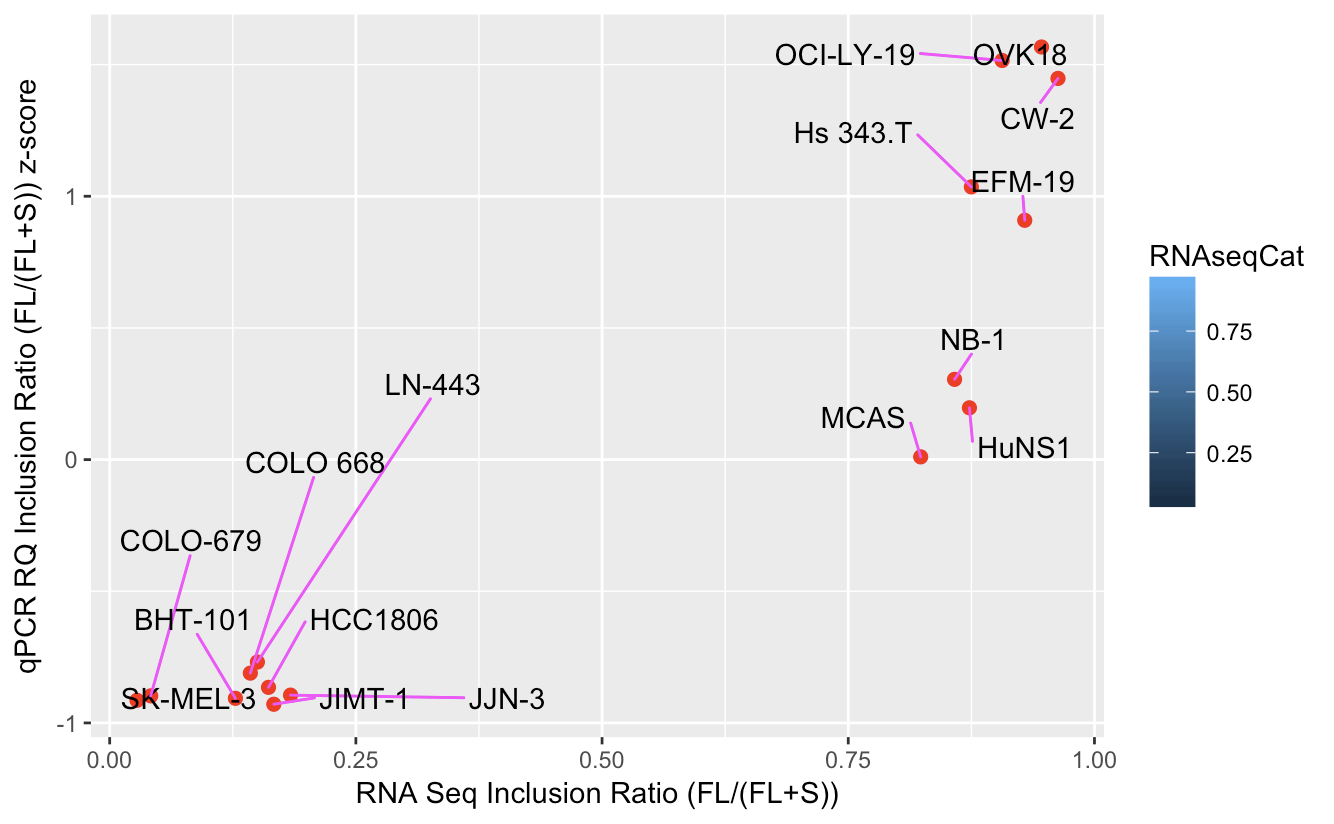 OCI-LY-19
OVK18
CW-2
Hs 343.T
EFM-19
NB-1
LN-443
MCAS
HuNS1
COLO 668
COLO-679
BHT-101
HCC1806
SK-MEL-3
JIMT-1
JJN-3
1
0
-1
0.00
0.25
0.50
0.75
1.00
RNA Seq Inclusion Ratio (FL/(FL+S))
qPCR RQ Inclusion Ratio (FL/(FL+S)) z-score
RNAseqCat
0.75
0.50
0.25